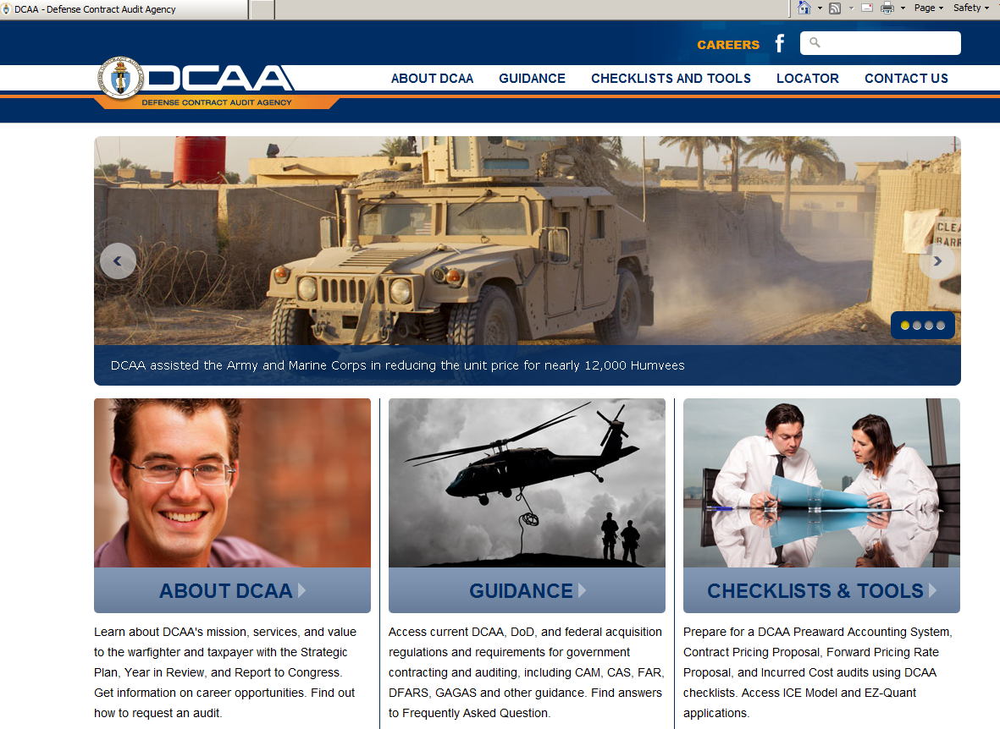 DCAA - Defense Contract Audit Agency
Page
Safety
CAREERS
f
DCAA
DEFENSE CONTRACT AUDIT AGENCY
ABOUT DCAA
GUIDANCE
CHECKLISTS AND TOOLS
LOCATOR
CONTACT US
DCAA assisted the Army and Marine Corps in reducing the unit price for nearly 12,000 Humvees
ABOUT DCAA
Learn about DCAA's mission, services, and value
to the warfighter and taxpayer with the Strategic
Plan, Year in Review, and Report to Congress.
Get information on career opportunities. Find out
how to request an audit.
GUIDANCE
Access current DCAA, DoD, and federal acquisition
regulations and requirements for government
contracting and auditing, including CAM, CAS, FAR,
DFARS, GAGAS and other guidance. Find answers
to Frequently Asked Question.
CHECKLISTS & TOOLS
Prepare for a DCAA Preaward Accounting System,
Contract Pricing Proposal, Forward Pricing Rate
Proposal, and Incurred Cost audits using DCAA
checklists. Access ICE Model and EZ-Quant
applications.